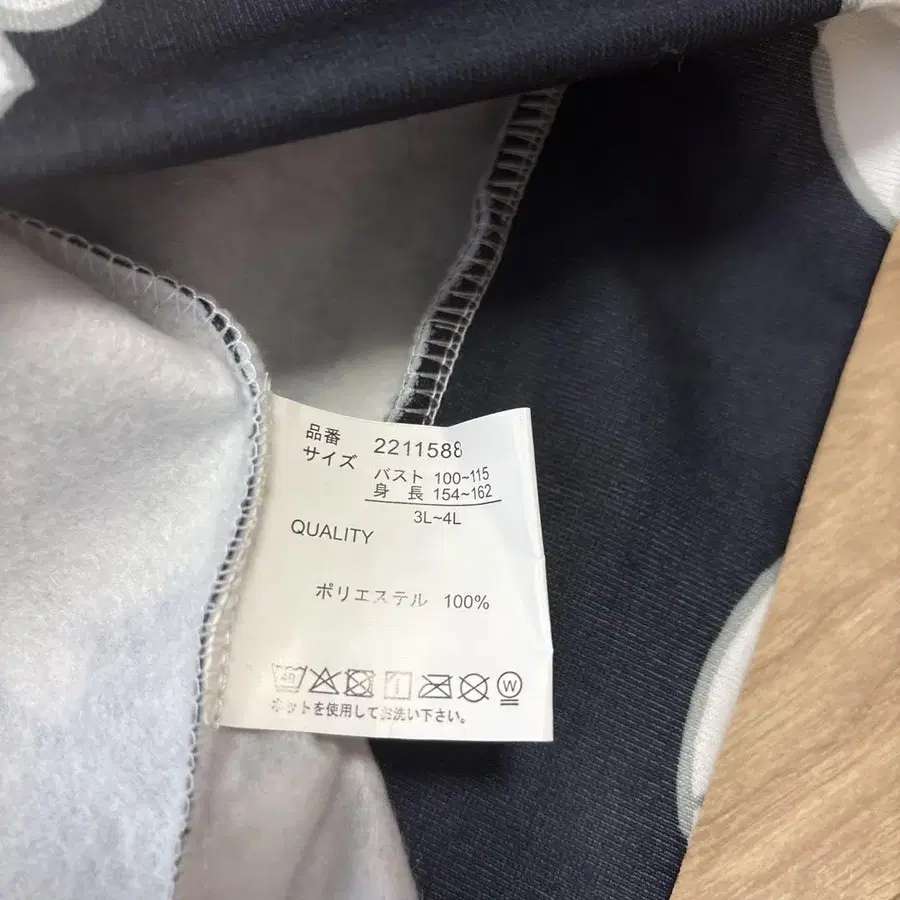 品番 2211588
サイズ バスト 100~115
身 長 154~162
3L~4L
QUALITY
ポリエステル 100%
40 W
ネットを使用してお洗い下さい。